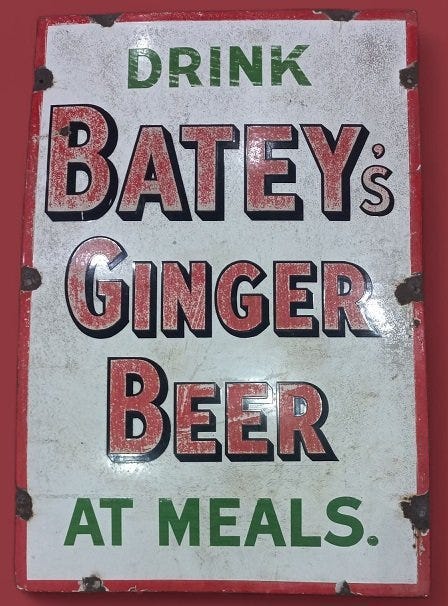 DRINK
BATEY's
GINGER
BEER
AT MEALS.